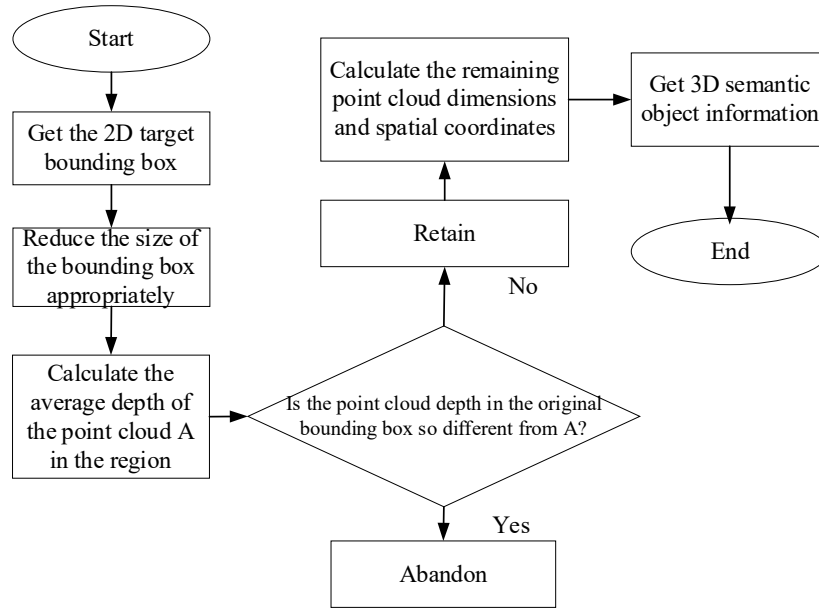 Start
Get the 2D target
bounding box
Reduce the size of
the bounding box
appropriately
Calculate the
average depth of
the point cloud A
in the region
Is the point cloud depth in the original
bounding box so different from A?
Yes
Abandon
No
Retain
Calculate the remaining
point cloud dimensions
and spatial coordinates
Get 3D semantic
object information
End